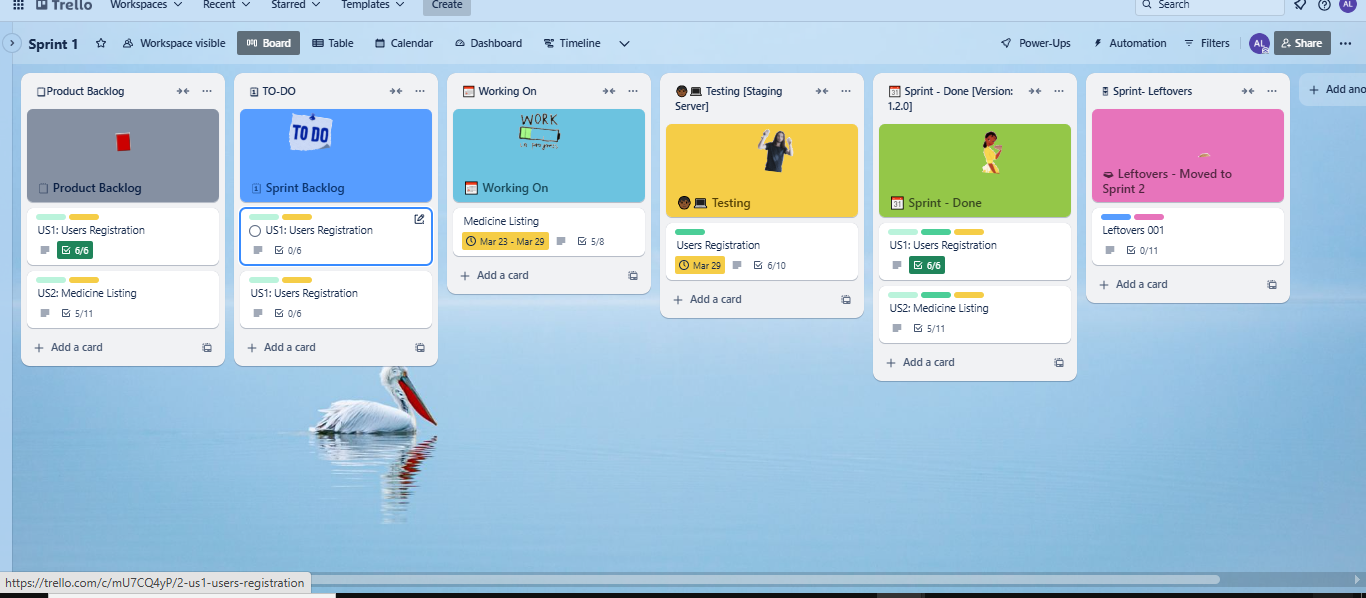 Trello
Workspaces
Recent
Starred
Templates
Create
Search
AL
Sprint 1
Workspace visible
Board
Table
Calendar
Dashboard
Timeline
Power-Ups
Automation
Filters
AL
Share
Product Backlog
Product Backlog
US1: Users Registration
6/6
US2: Medicine Listing
5/11
Add a card
TO-DO
TO DO
Sprint Backlog
US1: Users Registration
0/6
US1: Users Registration
0/6
Add a card
Working On
WORK
Working On
Medicine Listing
Mar 23 - Mar 29
5/8
Add a card
Testing [Staging
Server]
Testing
Users Registration
Mar 29
6/10
Add a card
Sprint - Done [Version:
1.2.0]
Sprint - Done
US1: Users Registration
6/6
US2: Medicine Listing
5/11
Add a card
Sprint- Leftovers
Leftovers - Moved to
Sprint 2
Leftovers 001
0/11
Add a card
Add ano
https://trello.com/c/mU7CQ4yP/2-us1-users-registration